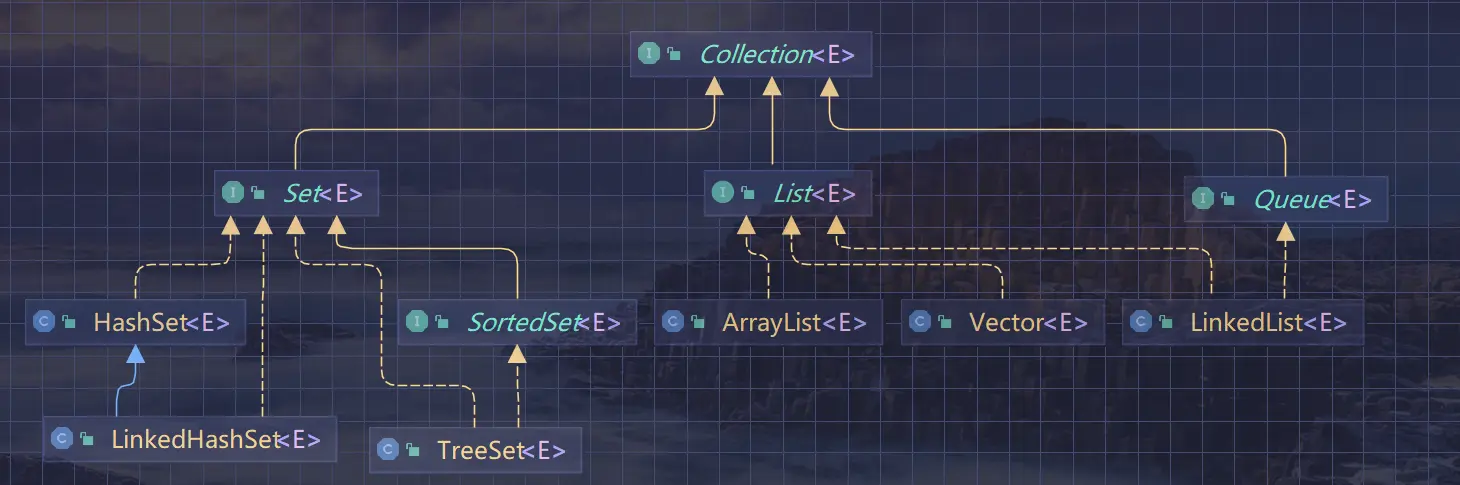 I Collection<E>
I Set<E>
I List<E>
I Queue<E>
C HashSet<E>
I SortedSet<E>
C ArrayList<E>
C Vector<E>
C LinkedList<E>
C LinkedHashSet<E>
C TreeSet<E>